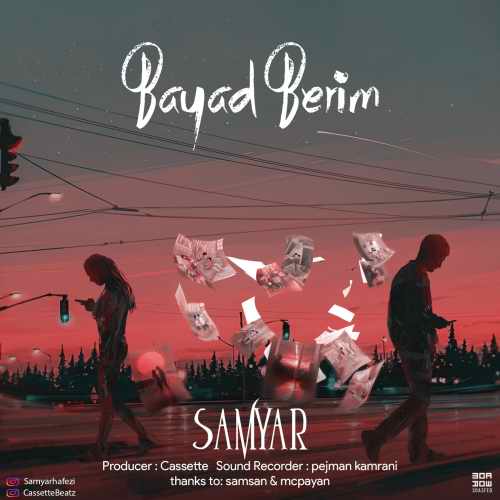 Bayad Berim
SAMYAR
Producer : Cassette Sound Recorder : pejman kamrani
thanks to: samsan & mcpayan
Samyarhafezi
CassetteBeatz